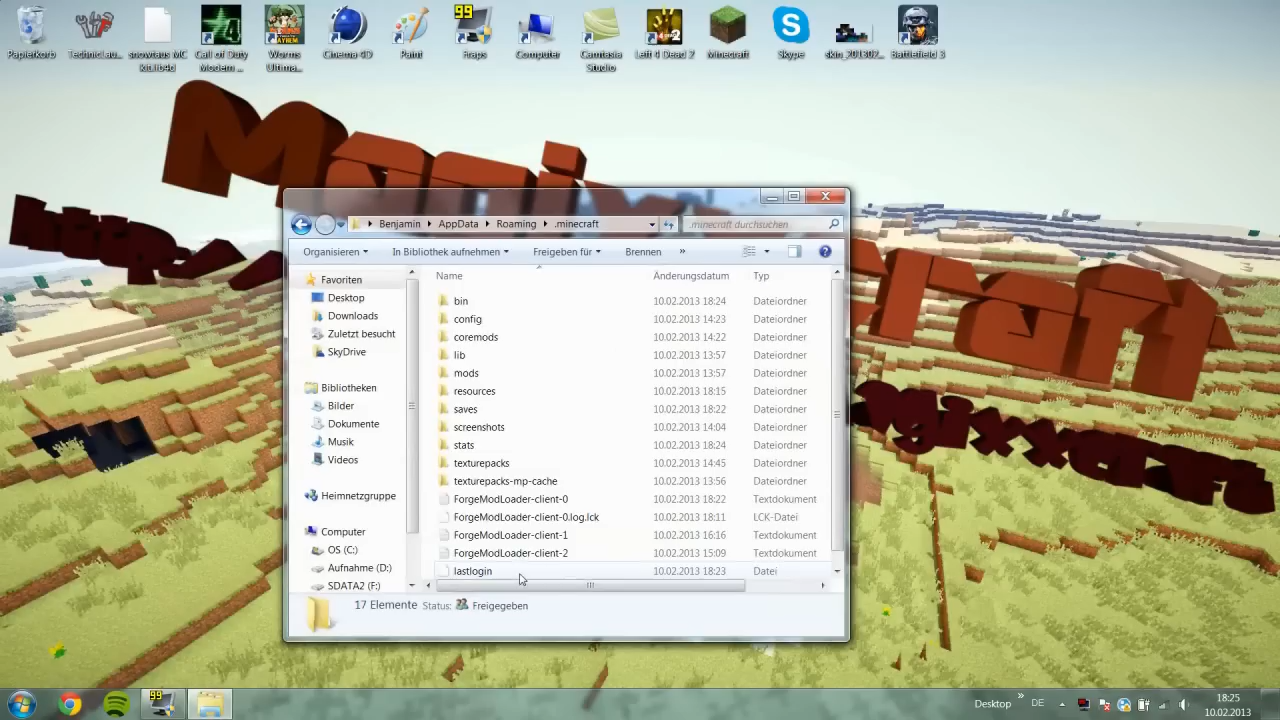 Papierkorb
TechnicLau...
snowtaus MC kit.lib4d
Call of Duty Modern ...
Worms Ultima...
Cinema 4D
Paint
99
Fraps
Computer
Camtasia Studio
Left 4 Dead 2
Minecraft
Skype
skin_201302...
Battlefield 3
Benjamin
AppData
Roaming
.minecraft
.minecraft durchsuchen
Organisieren
In Bibliothek aufnehmen
Freigeben für
Brennen
»
Name
Änderungsdatum
Typ
Favoriten
Desktop
Downloads
Zuletzt besucht
SkyDrive
Bibliotheken
Bilder
Dokumente
Musik
Videos
Heimnetzgruppe
Computer
OS (C:)
Aufnahme (D:)
SDATA2 (F:)
bin 10.02.2013 18:24 Dateiordner
config 10.02.2013 14:23 Dateiordner
coremods 10.02.2013 14:22 Dateiordner
lib 10.02.2013 13:57 Dateiordner
mods 10.02.2013 13:57 Dateiordner
resources 10.02.2013 18:15 Dateiordner
saves 10.02.2013 18:22 Dateiordner
screenshots 10.02.2013 14:04 Dateiordner
stats 10.02.2013 18:24 Dateiordner
texturepacks 10.02.2013 14:45 Dateiordner
texturepacks-mp-cache 10.02.2013 13:56 Dateiordner
ForgeModLoader-client-0 10.02.2013 18:22 Textdokument
ForgeModLoader-client-0.log.lck 10.02.2013 18:11 LCK-Datei
ForgeModLoader-client-1 10.02.2013 16:16 Textdokument
ForgeModLoader-client-2 10.02.2013 15:09 Textdokument
lastlogin 10.02.2013 18:23 Datei
17 Elemente Status: Freigegeben
99
Desktop » DE
18:25
10.02.2013